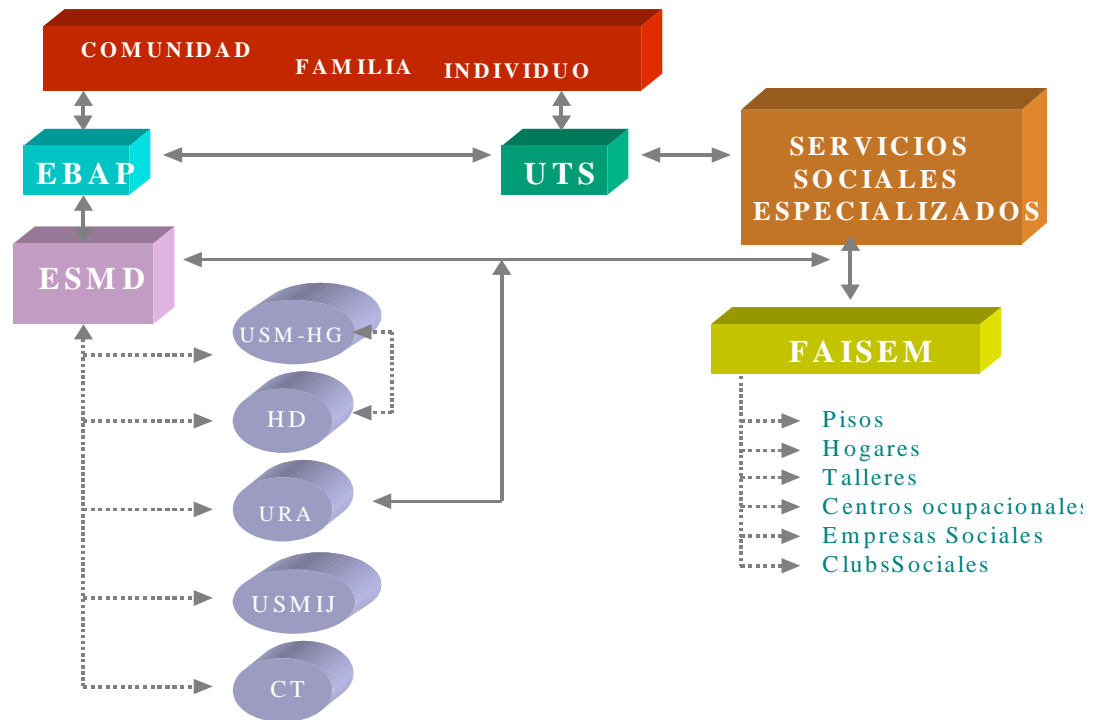 COMUNIDAD
FAMILIA
INDIVIDUO
EBAP
UTS
SERVICIOS
SOCIALES
ESPECIALIZADOS
ESMD
USM-HG
HD
URA
USMIJ
CT
FAISEM
Pisos
Hogares
Talleres
Centros ocupacionales
Empresas Sociales
ClubsSociales